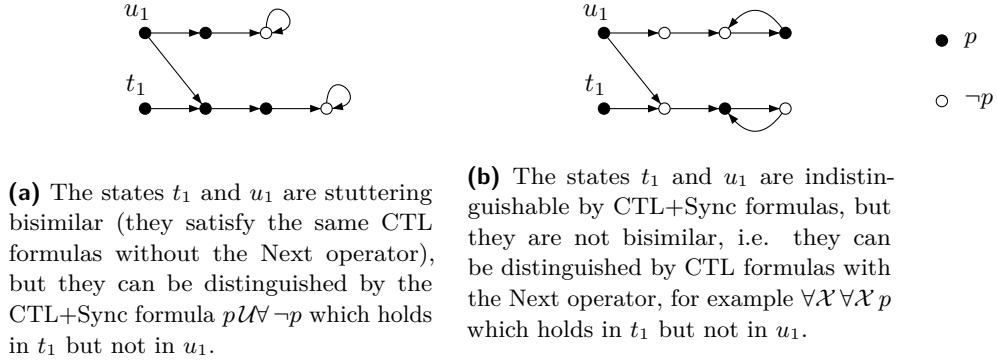 u₁
t₁
u₁
t₁
p
¬p
(a) The states t₁ and u₁ are stuttering
bisimilar (they satisfy the same CTL
formulas without the Next operator),
but they can be distinguished by the
CTL+Sync formula p 𝒰∀ ¬p which holds
in t₁ but not in u₁.
(b) The states t₁ and u₁ are indistin-
guishable by CTL+Sync formulas, but
they are not bisimilar, i.e. they can
be distinguished by CTL formulas with
the Next operator, for example ∀𝒳 ∀𝒳 p
which holds in t₁ but not in u₁.